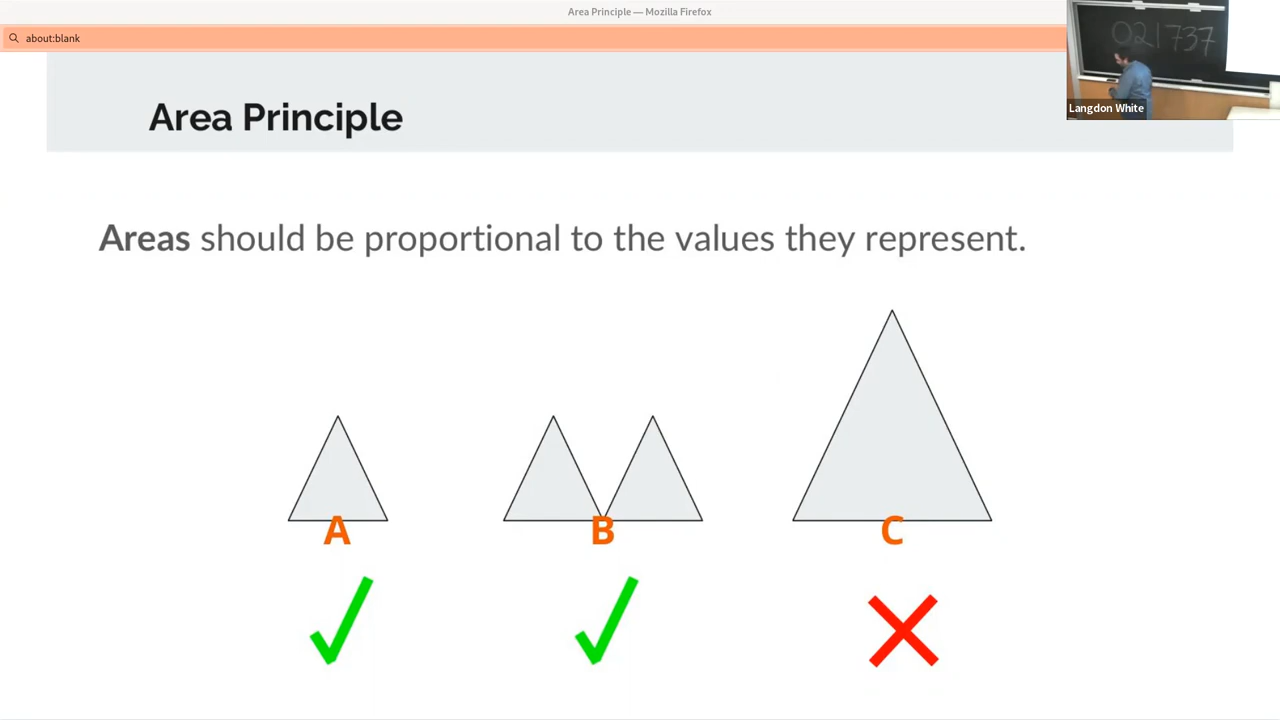 Area Principle — Mozilla Firefox
about:blank
021737
Langdon White
Area Principle
Areas should be proportional to the values they represent.
A
B
C